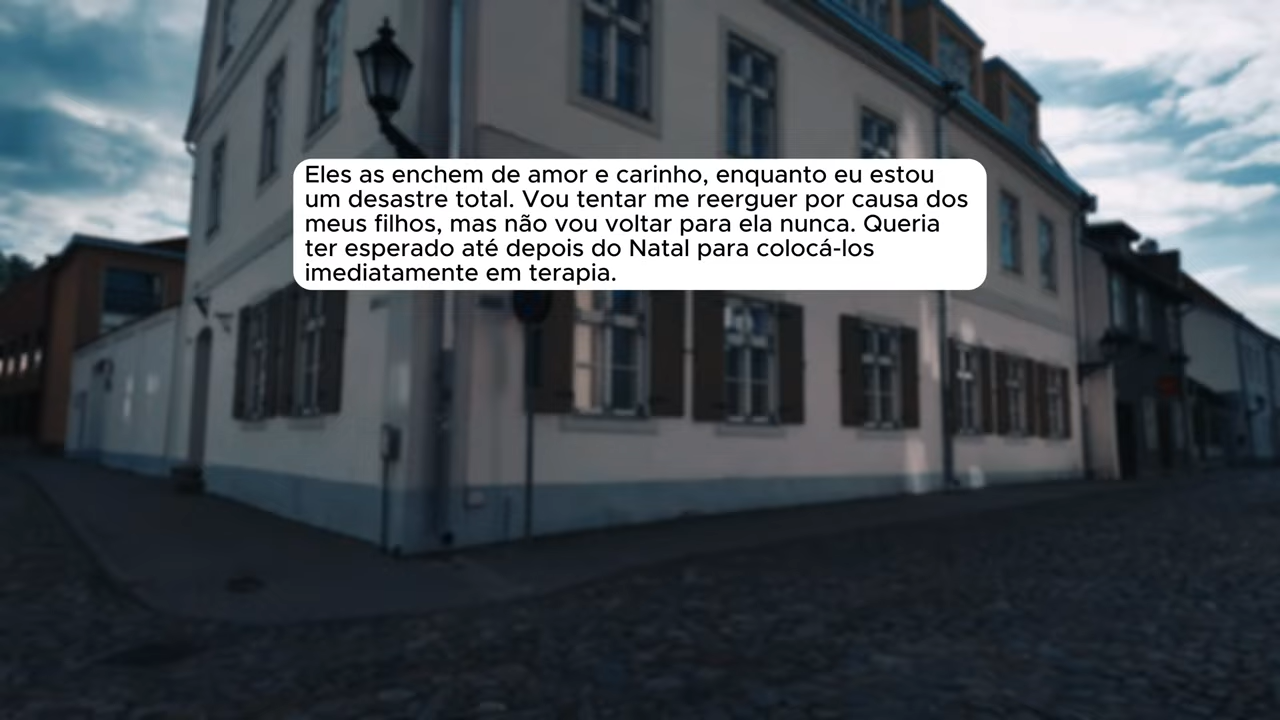 Eles as enchem de amor e carinho, enquanto eu estou
um desastre total. Vou tentar me reerguer por causa dos
meus filhos, mas não vou voltar para ela nunca. Queria
ter esperado até depois do Natal para colocá-los
imediatamente em terapia.